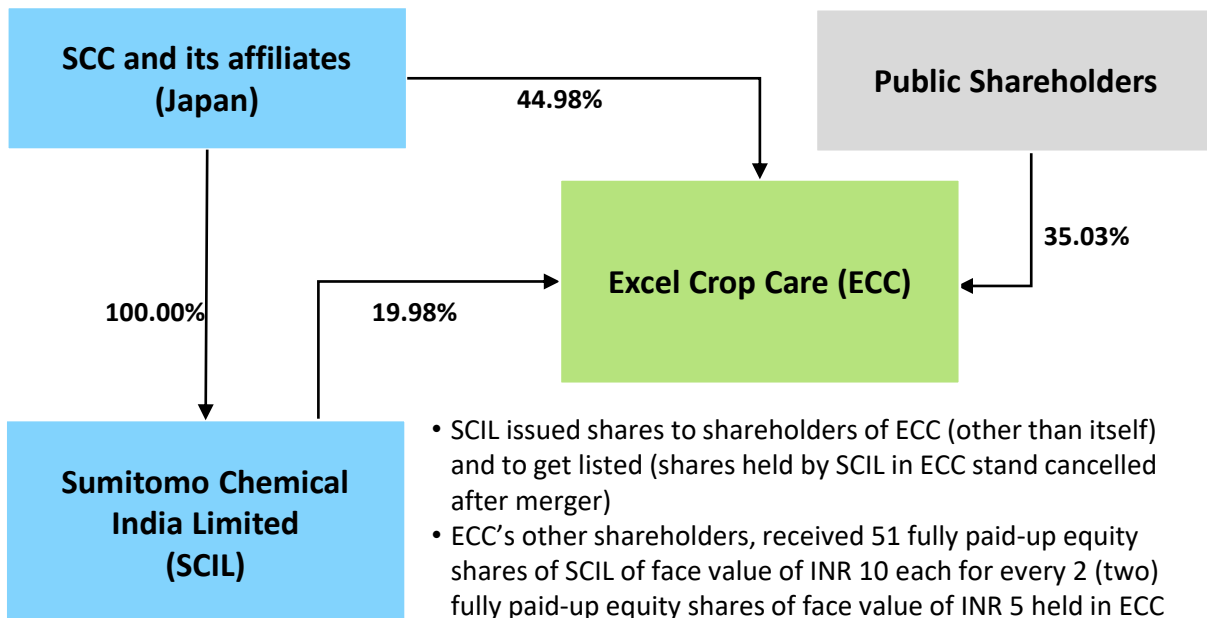 SCC and its affiliates
(Japan)
Public Shareholders
44.98%
35.03%
Excel Crop Care (ECC)
100.00%
19.98%
Sumitomo Chemical
India Limited
(SCIL)
• SCIL issued shares to shareholders of ECC (other than itself)
and to get listed (shares held by SCIL in ECC stand cancelled
after merger)
• ECC’s other shareholders, received 51 fully paid-up equity
shares of SCIL of face value of INR 10 each for every 2 (two)
fully paid-up equity shares of face value of INR 5 held in ECC